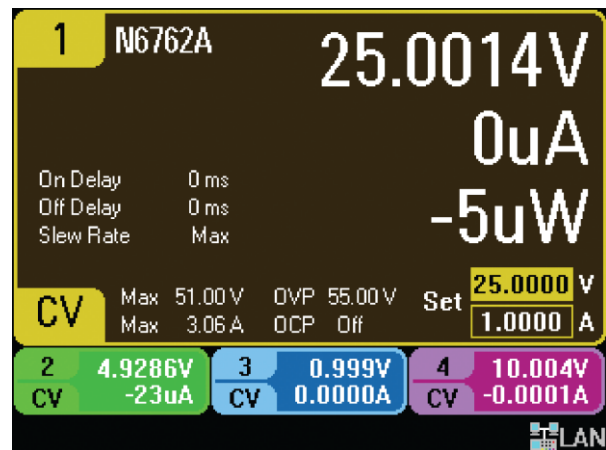 1 N6762A 25.0014V
0uA
On Delay 0 ms
Off Delay 0 ms
-5uW
Slew Rate Max
CV Max 51.00 V OVP 55.00 V Set 25.0000 V
Max 3.06 A OCP Off 1.0000 A
2 4.9286V 3 0.999V 4 10.004V
CV -23uA CV 0.0000A CV -0.0001A
LAN